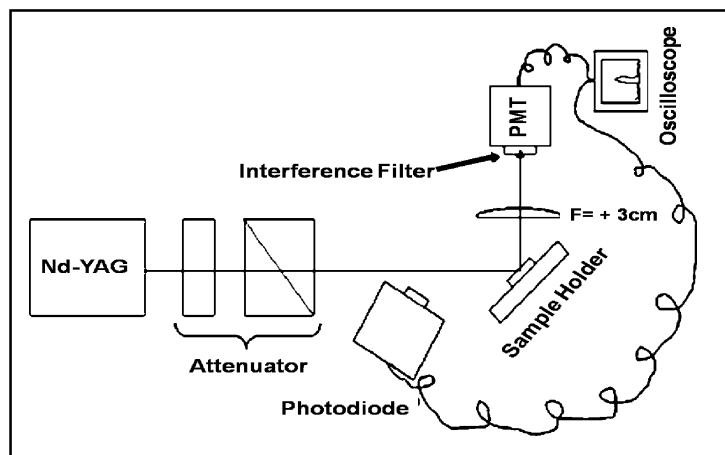 Oscilloscope
PMT
Interference Filter
F= + 3cm
Nd-YAG
Sample Holder
Attenuator
Photodiode